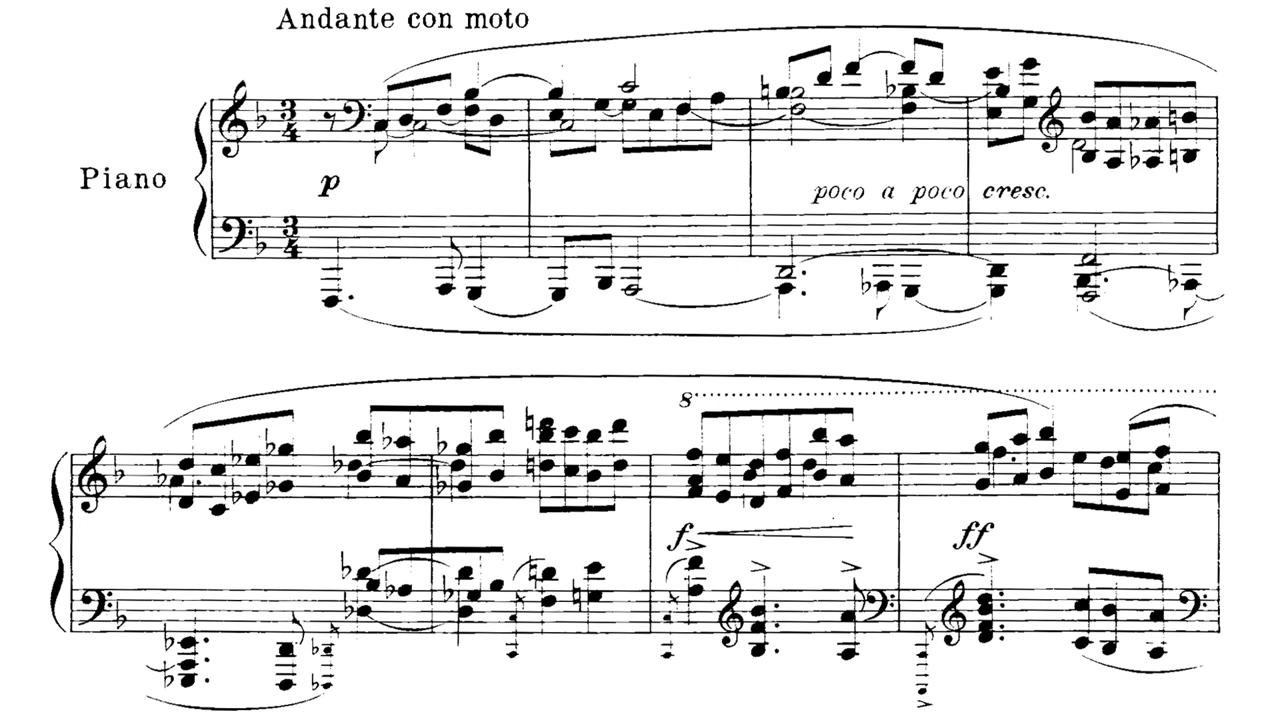 Andante con moto
Piano
p
poco a poco cresc.
8
f
ff